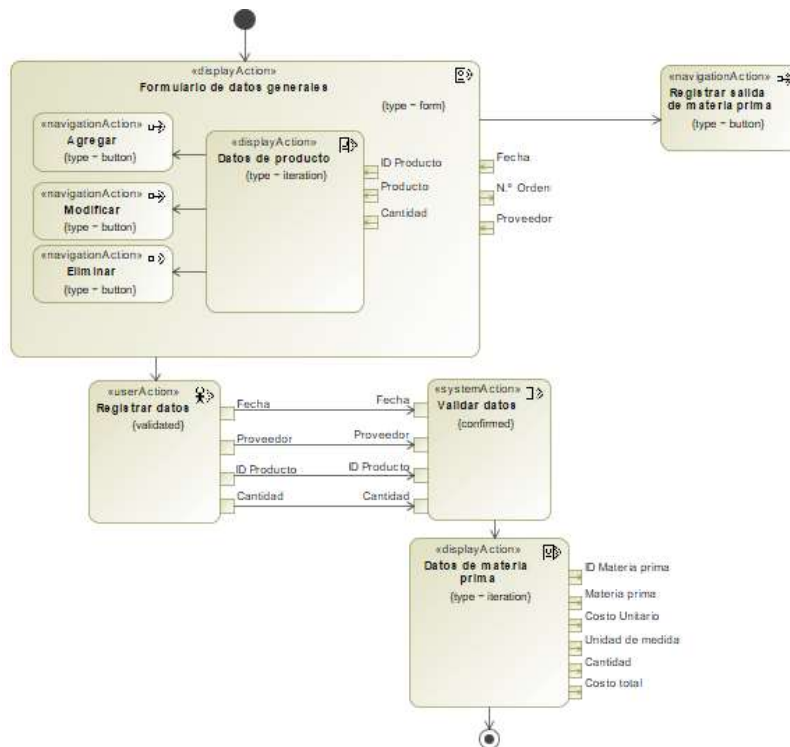 «displayAction»
Formulario de datos generales
{type = form}
«navigationAction»
Agregar
{type = button}
«navigationAction»
Modificar
{type = button}
«navigationAction»
Eliminar
{type = button}
«displayAction»
Datos de producto
{type = iteration}
ID Producto
Producto
Cantidad
Fecha
N.º Orden
Proveedor
«navigationAction»
Registrar salida
de materia prima
{type = button}
«userAction»
Registrar datos
{validated}
Fecha
Proveedor
ID Producto
Cantidad
Fecha
Proveedor
ID Producto
Cantidad
«systemAction»
Validar datos
{confirmed}
«displayAction»
Datos de materia
prima
{type = iteration}
ID Materia prima
Materia prima
Costo Unitario
Unidad de medida
Cantidad
Costo total